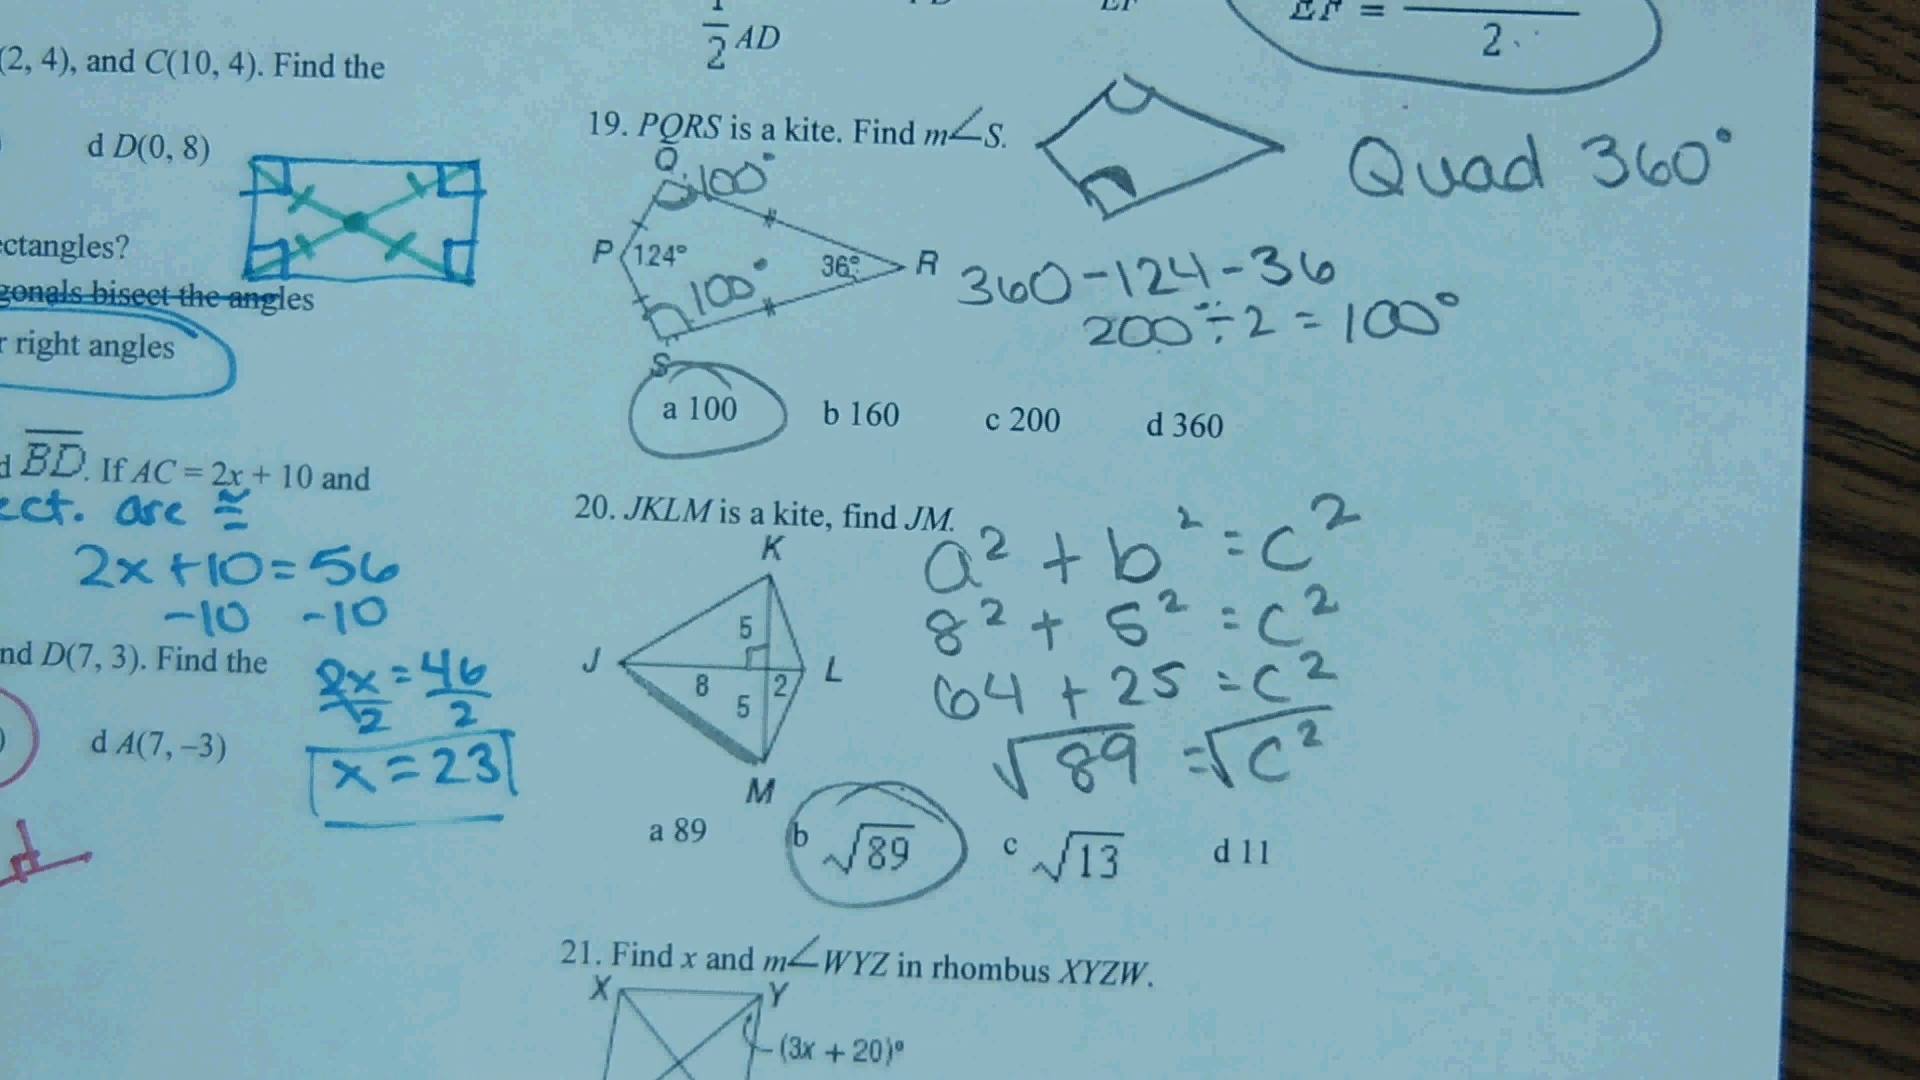 1/2 AD
EF = 2
(2, 4), and C(10, 4). Find the
d D(0, 8)
ectangles?
gonals bisect the angles
r right angles
d BD. If AC = 2x + 10 and
ect. are ≅
2x + 10 = 56
-10 -10
nd D(7, 3). Find the
2x = 46
2 2
x = 23
d A(7, –3)
19. PQRS is a kite. Find m∠S.
Quad 360°
Q 100°
P 124°
36° R
100°
S
360 - 124 - 36
200 ÷ 2 = 100°
a 100 b 160 c 200 d 360
20. JKLM is a kite, find JM.
K
5
J L
8 2
5
M
a² + b² = c²
8² + 5² = c²
64 + 25 = c²
√89 = √c²
a 89 b √89 c √13 d 11
21. Find x and m∠WYZ in rhombus XYZW.
X Y
(3x + 20)°